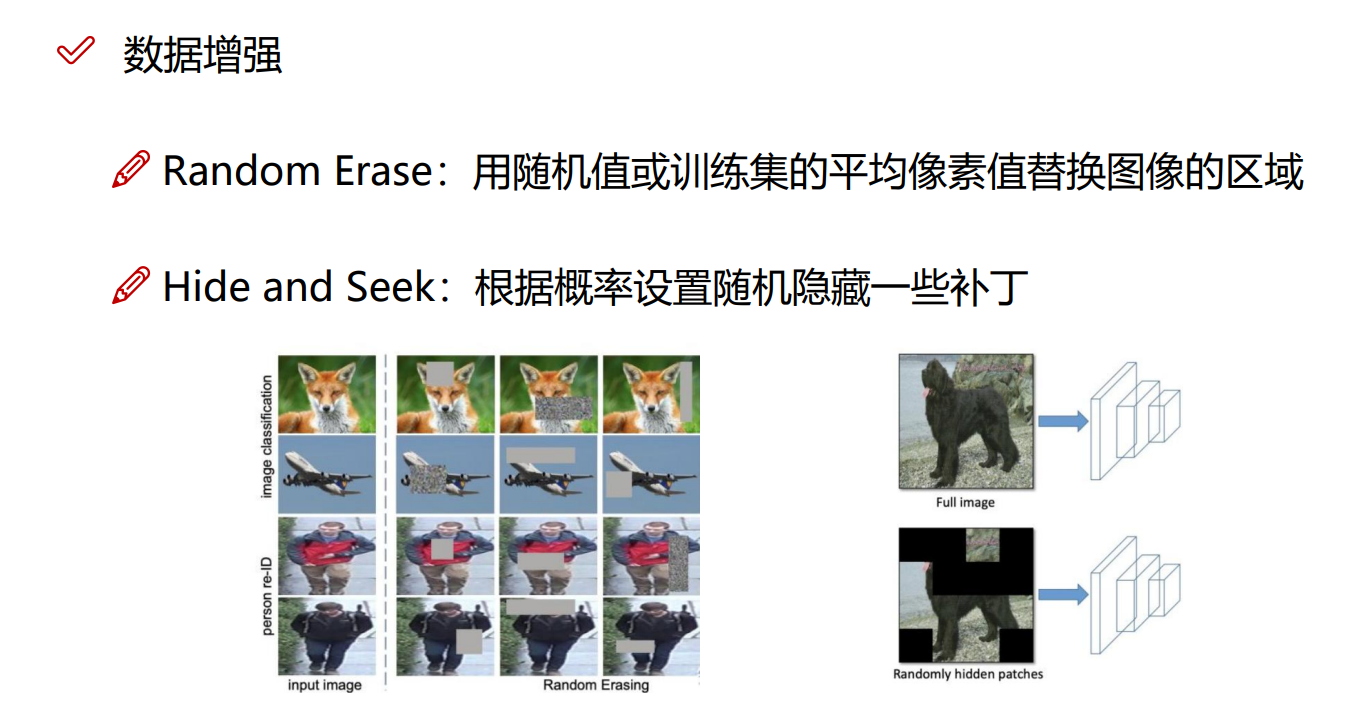 数据增强
Random Erase：用随机值或训练集的平均像素值替换图像的区域
Hide and Seek：根据概率设置随机隐藏一些补丁
image classification
person re-ID
input image
Random Erasing
Full image
Randomly hidden patches